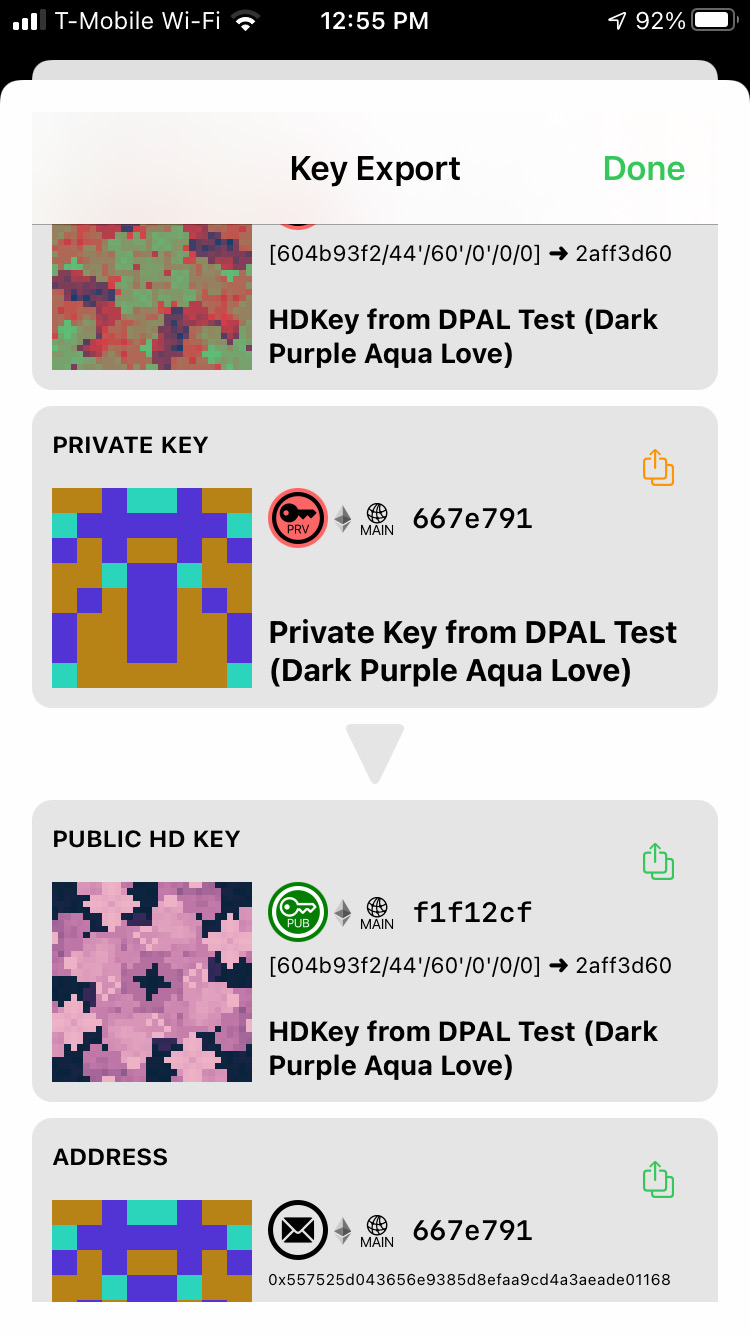 T-Mobile Wi-Fi 12:55 PM 92%
Key Export Done
[604b93f2/44'/60'/0'/0/0] ➜ 2aff3d60
HDKey from DPAL Test (Dark
Purple Aqua Love)
PRIVATE KEY
PRV MAIN 667e791
Private Key from DPAL Test
(Dark Purple Aqua Love)
PUBLIC HD KEY
PUB MAIN f1f12cf
[604b93f2/44'/60'/0'/0/0] ➜ 2aff3d60
HDKey from DPAL Test (Dark
Purple Aqua Love)
ADDRESS
MAIN 667e791
0x557525d043656e9385d8efaa9cd4a3aeade01168